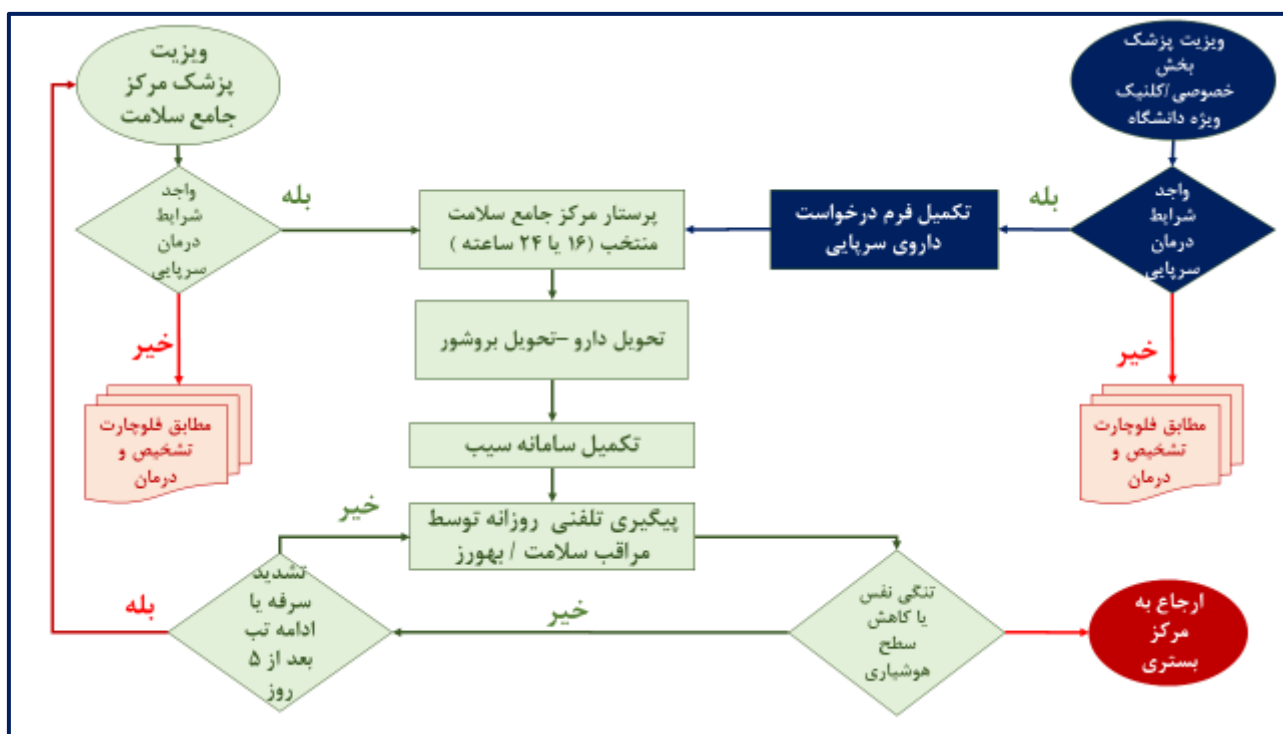 ویزیت
پزشک
بخش
خصوصی/کلنیک
ویژه دانشگاه
واجد
شرایط
درمان
سرپایی
بله
تکمیل فرم درخواست
داروی سرپایی
خیر
مطابق فلوچارت
تشخیص و
درمان
ویزیت
پزشک مرکز
جامع سلامت
واجد
شرایط
درمان
سرپایی
بله
خیر
مطابق فلوچارت
تشخیص و
درمان
پرستار مرکز جامع سلامت
منتخب (۱۶ یا ۲۴ ساعته )
تحویل دارو –تحویل بروشور
تکمیل سامانه سیب
پیگیری تلفنی روزانه توسط
مراقب سلامت / بهورز
تنگی نفس
یا کاهش
سطح
هوشیاری
ارجاع به
مرکز
بستری
خیر
تشدید
سرفه یا
ادامه تب
بعد از ۵
روز
خیر
بله